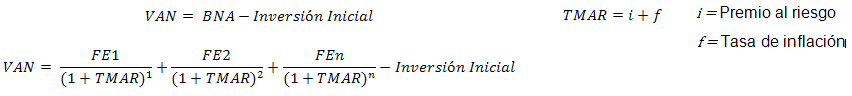 VAN = BNA − Inversión Inicial
TMAR = i + f
i = Premio al riesgo
f = Tasa de inflación
VAN = FE1/(1 + TMAR)^1 + FE2/(1 + TMAR)^2 + FEn/(1 + TMAR)^n − Inversión Inicial